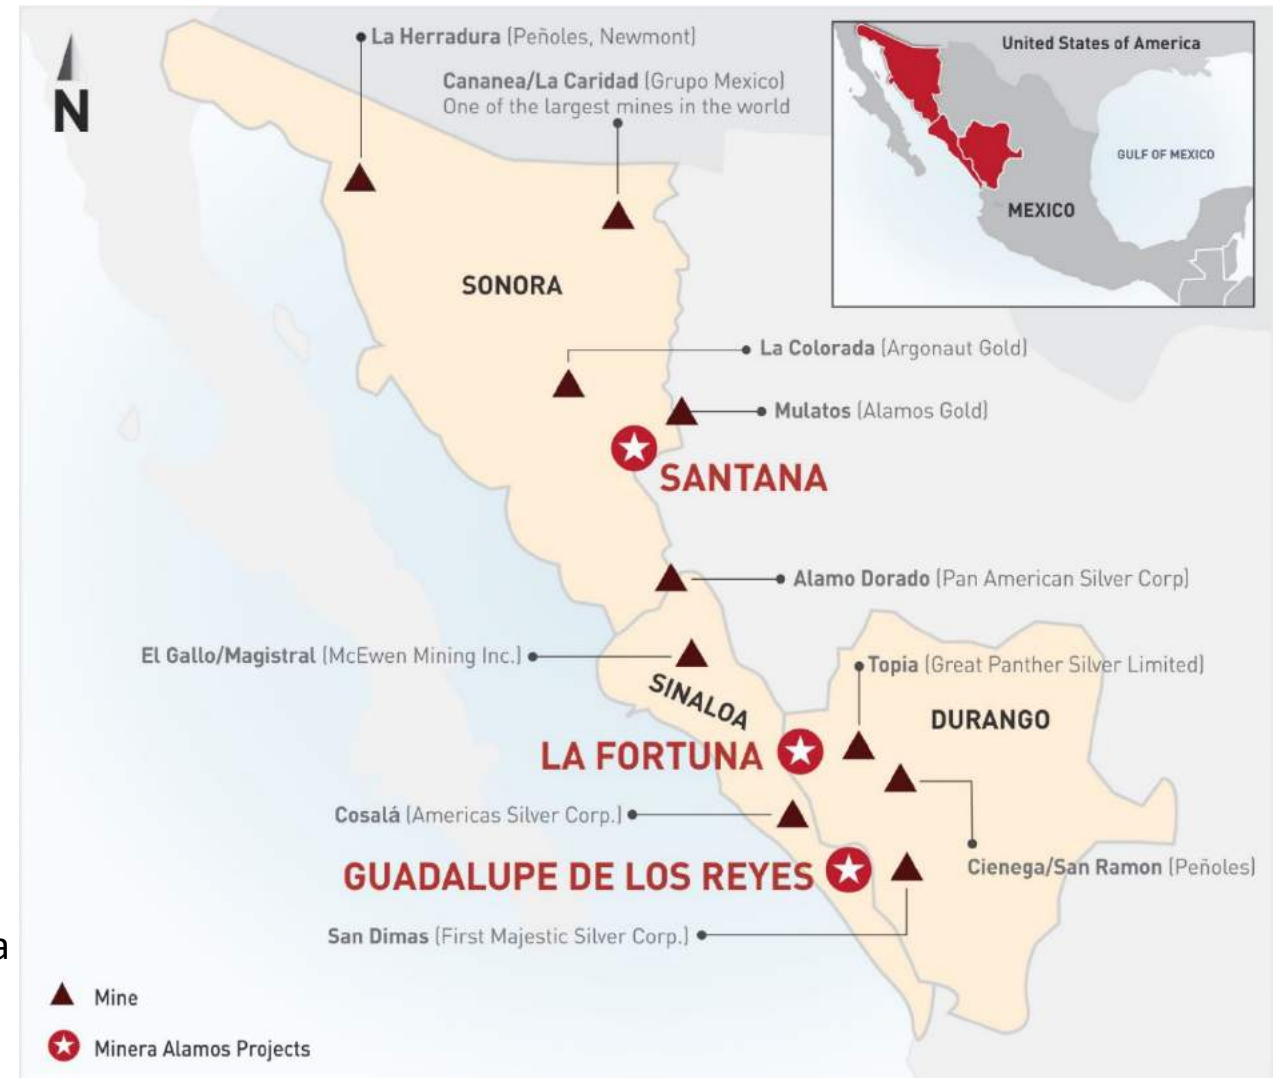 La Herradura (Peñoles, Newmont)
N
Cananea/La Caridad (Grupo Mexico)
One of the largest mines in the world
United States of America
GULF OF MEXICO
MEXICO
SONORA
La Colorada (Argonaut Gold)
Mulatos (Alamos Gold)
SANTANA
Alamo Dorado (Pan American Silver Corp)
El Gallo/Magistral (McEwen Mining Inc.)
Topia (Great Panther Silver Limited)
SINALOA
DURANGO
LA FORTUNA
Cosalá (Americas Silver Corp.)
Cienega/San Ramon (Peñoles)
GUADALUPE DE LOS REYES
San Dimas (First Majestic Silver Corp.)
a
Mine
Minera Alamos Projects